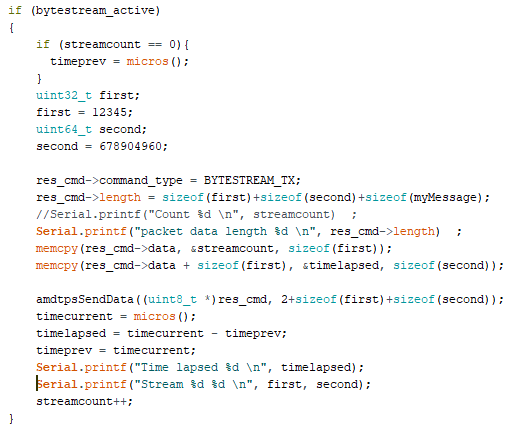 if (bytestream_active)
{
    if (streamcount == 0){
      timeprev = micros();
    }
    uint32_t first;
    first = 12345;
    uint64_t second;
    second = 678904960;

    res_cmd->command_type = BYTESTREAM_TX;
    res_cmd->length = sizeof(first)+sizeof(second)+sizeof(myMessage);
    //Serial.printf("Count %d \n", streamcount)  ;
    Serial.printf("packet data length %d \n", res_cmd->length)  ;
    memcpy(res_cmd->data, &streamcount, sizeof(first));
    memcpy(res_cmd->data + sizeof(first), &timelapsed, sizeof(second));

    amdtpsSendData((uint8_t *)res_cmd, 2+sizeof(first)+sizeof(second));
    timecurrent = micros();
    timelapsed = timecurrent - timeprev;
    timeprev = timecurrent;
    Serial.printf("Time lapsed %d \n", timelapsed);
    Serial.printf("Stream %d %d \n", first, second);
    streamcount++;
}